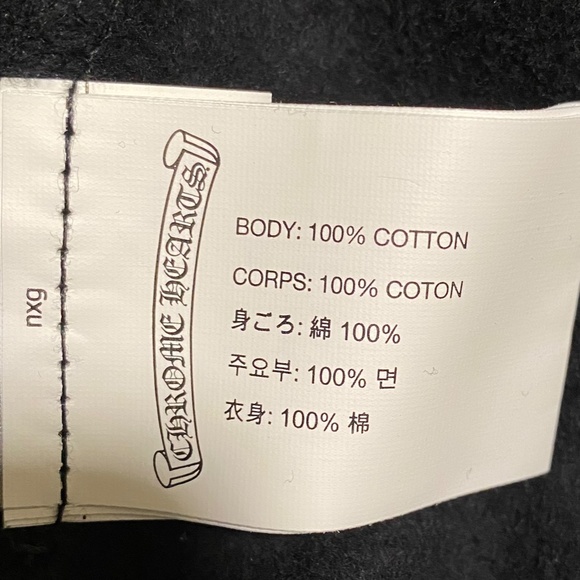 nxg
CHROME HEARTS
BODY: 100% COTTON
CORPS: 100% COTON
身ごろ: 綿 100%
주요부: 100% 면
衣身: 100% 棉